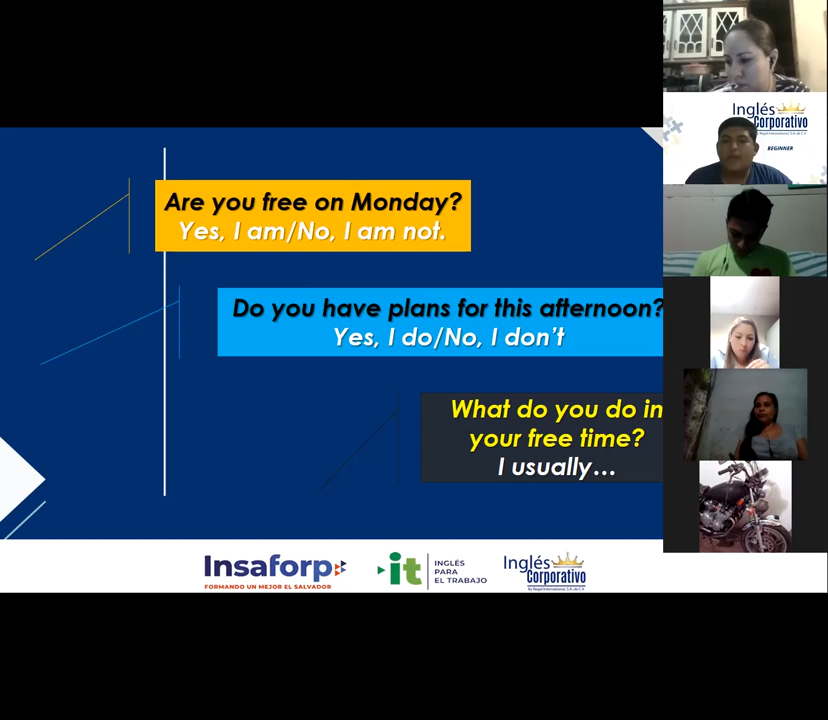 Inglés
Corporativo
BEGINNER
Are you free on Monday?
Yes, I am/No, I am not.
Do you have plans for this afternoon?
Yes, I do/No, I don't
What do you do in
your free time?
I usually…
Insaforp
FORMANDO UN MEJOR EL SALVADOR
it
INGLÉS
PARA
EL TRABAJO
Inglés
Corporativo